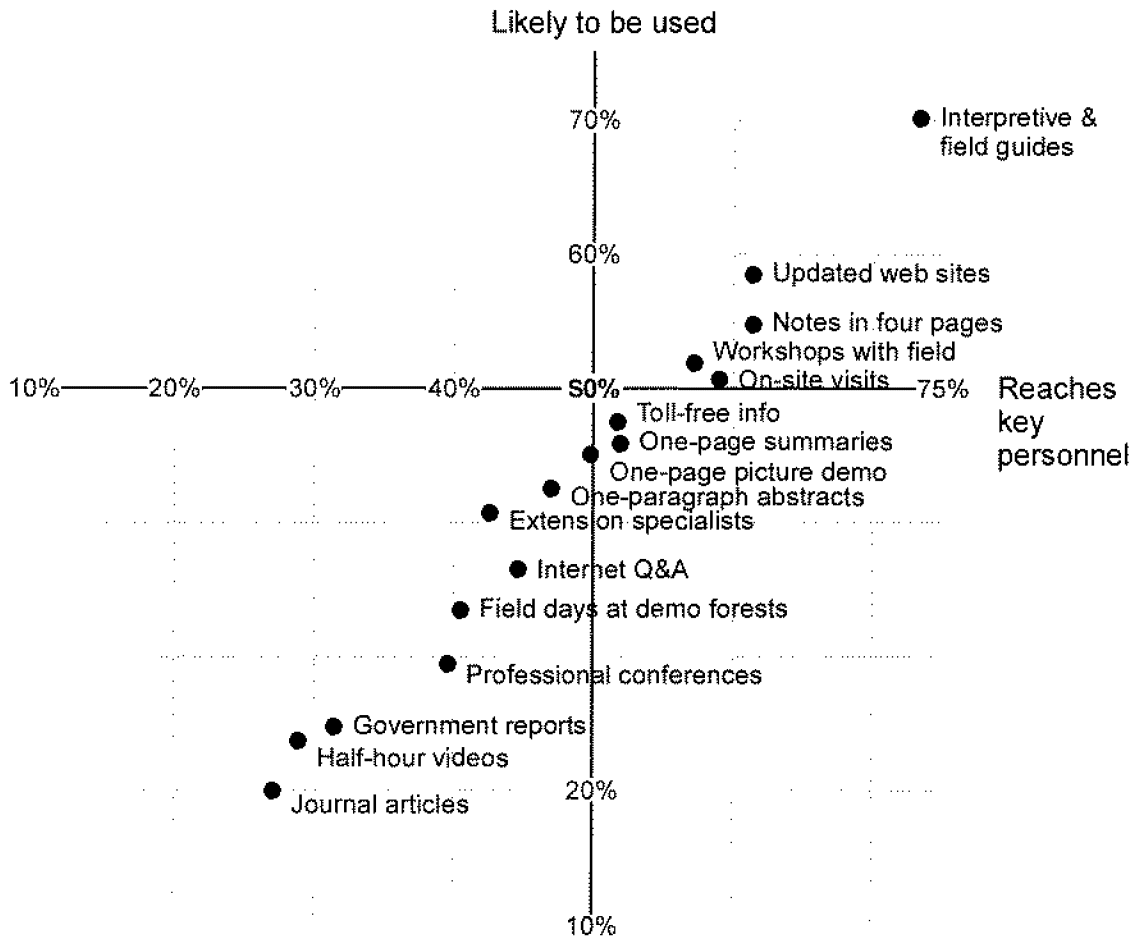 Likely to be used
70%
Interpretive &
field guides
60%
Updated web sites
Notes in four pages
Workshops with field
On-site visits
10% 20% 30% 40% 50% 75%
Reaches
key
personnel
Toll-free info
One-page summaries
One-page picture demo
One-paragraph abstracts
Extension specialists
Internet Q&A
Field days at demo forests
Professional conferences
Government reports
Half-hour videos
Journal articles
20%
10%